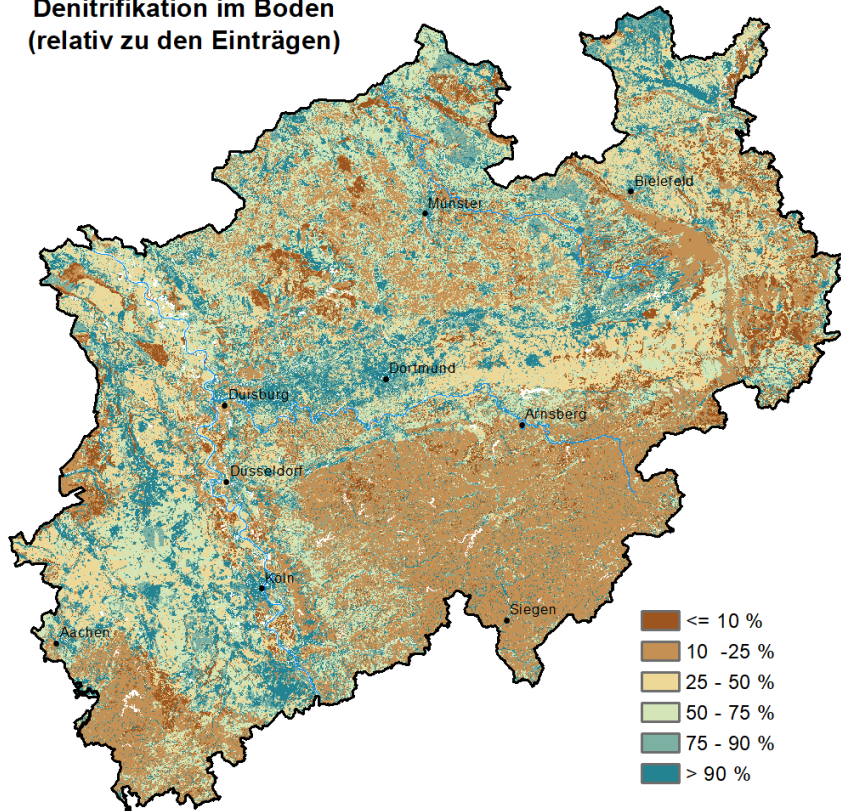 Denitrifikation im Boden
(relativ zu den Einträgen)
Bielefeld
Münster
Dortmund
Duisburg
Arnsberg
Düsseldorf
Köln
Siegen
Aachen
<= 10 %
10 -25 %
25 - 50 %
50 - 75 %
75 - 90 %
> 90 %